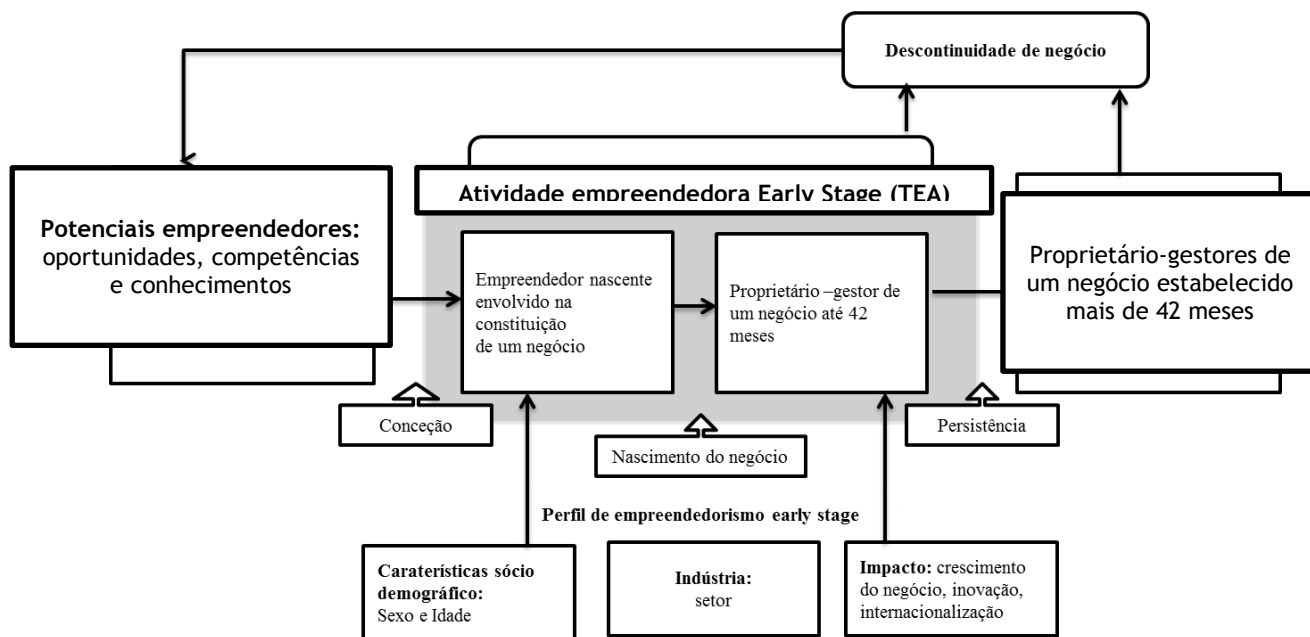 Descontinuidade de negócio
Atividade empreendedora Early Stage (TEA)
Potenciais empreendedores:
oportunidades, competências
e conhecimentos
Empreendedor nascente
envolvido na
constituição
de um negócio
Proprietário –gestor de
um negócio até 42
meses
Proprietário-gestores de
um negócio estabelecido
mais de 42 meses
Conceção
Nascimento do negócio
Persistência
Perfil de empreendedorismo early stage
Caraterísticas sócio
demográfico:
Sexo e Idade
Indústria:
setor
Impacto: crescimento
do negócio, inovação,
internacionalização